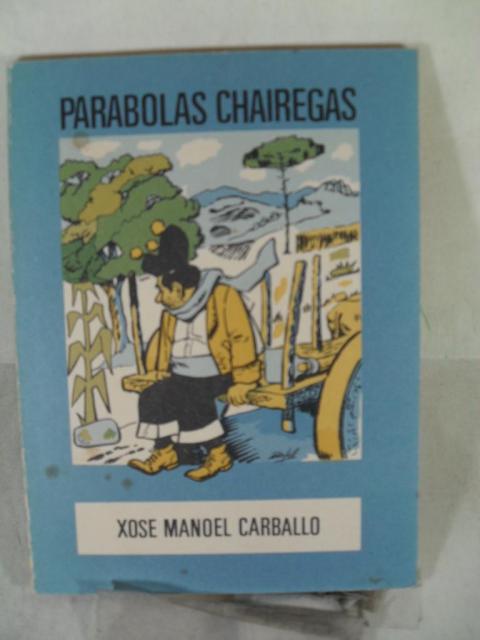 PARABOLAS CHAIREGAS
XOSE MANOEL CARBALLO